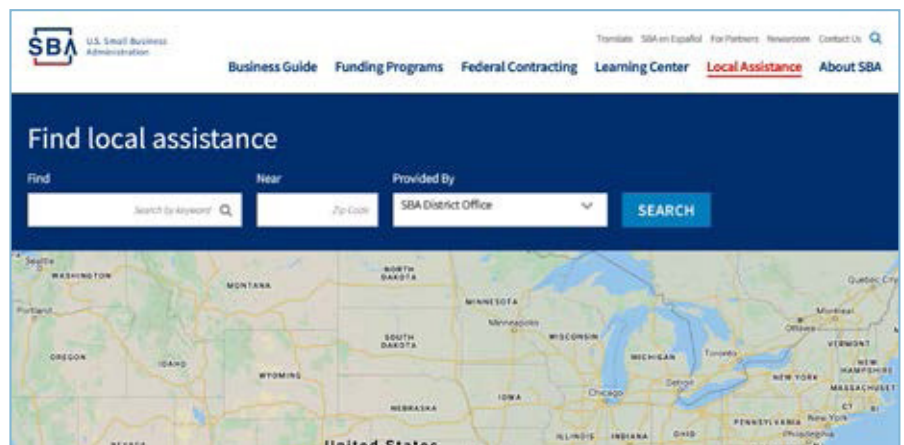 SBA U.S. Small Business
Administration
Translate SBA en Español For Partners Newsroom Contact Us
Business Guide Funding Programs Federal Contracting Learning Center Local Assistance About SBA
Find local assistance
Find Near Provided By
Search by keyword Zip Code SBA District Office SEARCH
Seattle
WASHINGTON
MONTANA
NORTH
DAKOTA
Quebec City
MINNESOTA
Portland
Montreal
Minneapolis
Ottawa
SOUTH
DAKOTA
WISCONSIN
VERMONT
OREGON
IDAHO
MICHIGAN
Toronto
NEW
HAMPSHIRE
WYOMING
NEW YORK
MASSACHUSET
IOWA
Chicago
Detroit
NEBRASKA
CT RI
PENNSYLVANIA
New York
ILLINOIS INDIANA OHIO
Philadelphia
United States